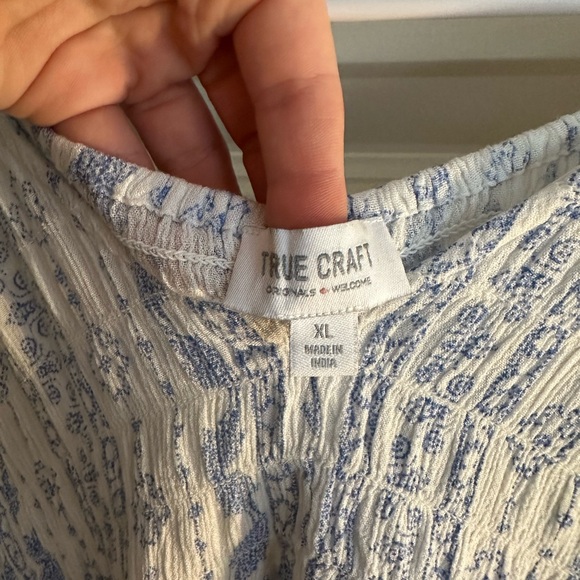 TRUE CRAFT
ORIGINALS WELCOME
XL
MADE IN
INDIA